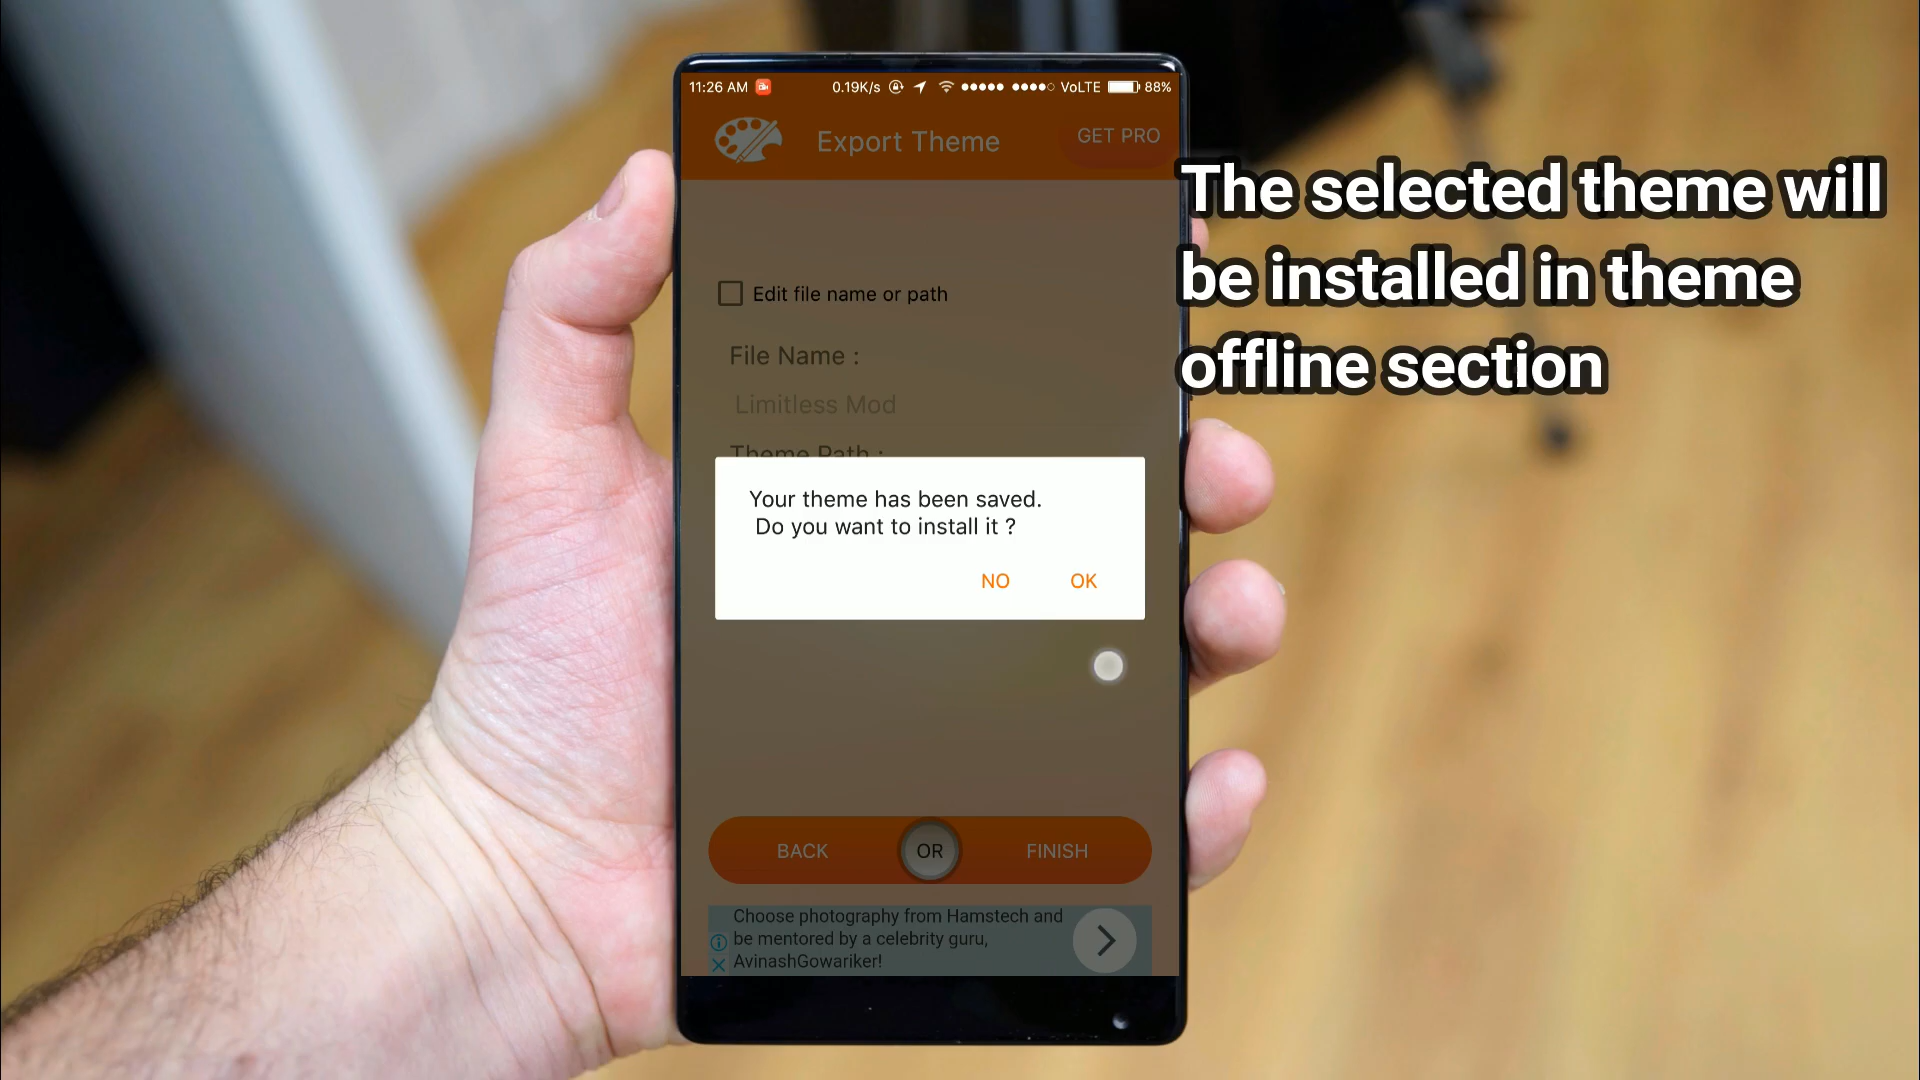 11:26 AM 0.19K/s VoLTE 88%
Export Theme
GET PRO
The selected theme will
be installed in theme
offline section
Edit file name or path
File Name :
Limitless Mod
Theme Path :
Your theme has been saved.
Do you want to install it ?
NO OK
BACK OR FINISH
Choose photography from Hamstech and
be mentored by a celebrity guru,
AvinashGowariker!